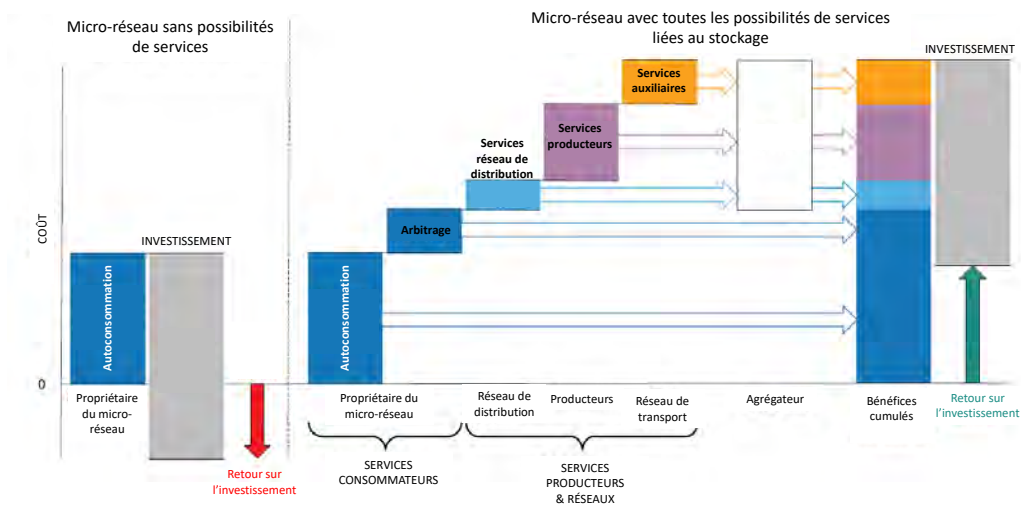 Micro-réseau sans possibilités
de services
Micro-réseau avec toutes les possibilités de services
liées au stockage
INVESTISSEMENT
Services
auxiliaires
Services
producteurs
Services
réseau de
distribution
Arbitrage
INVESTISSEMENT
COÛT
Autoconsommation
Autoconsommation
0
Propriétaire
du micro-
réseau
Propriétaire du
micro-réseau
Réseau de
distribution
Producteurs
Réseau de
transport
Agrégateur
Bénéfices
cumulés
Retour sur
l’investissement
Retour sur
l’investissement
SERVICES
CONSOMMATEURS
SERVICES
PRODUCTEURS
& RÉSEAUX